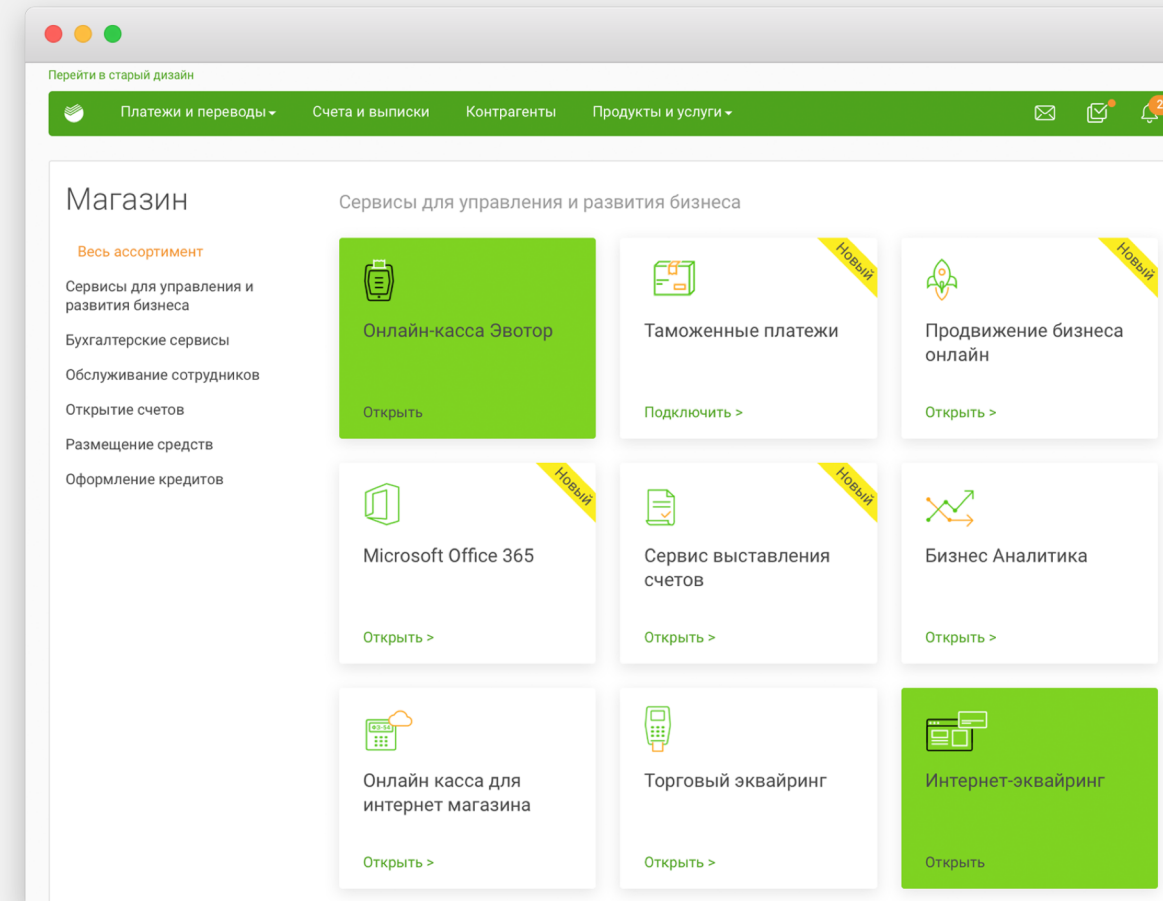 Перейти в старый дизайн
Платежи и переводы
Счета и выписки
Контрагенты
Продукты и услуги
2
Магазин
Весь ассортимент
Сервисы для управления и
развития бизнеса
Бухгалтерские сервисы
Обслуживание сотрудников
Открытие счетов
Размещение средств
Оформление кредитов
Сервисы для управления и развития бизнеса
Онлайн-касса Эвотор
Открыть
Новый
Таможенные платежи
Подключить >
Новый
Продвижение бизнеса
онлайн
Открыть >
Новый
Microsoft Office 365
Открыть >
Новый
Сервис выставления
счетов
Открыть >
Бизнес Аналитика
Открыть >
ФЗ-54
Онлайн касса для
интернет магазина
Открыть >
Торговый эквайринг
Открыть >
Интернет-эквайринг
Открыть